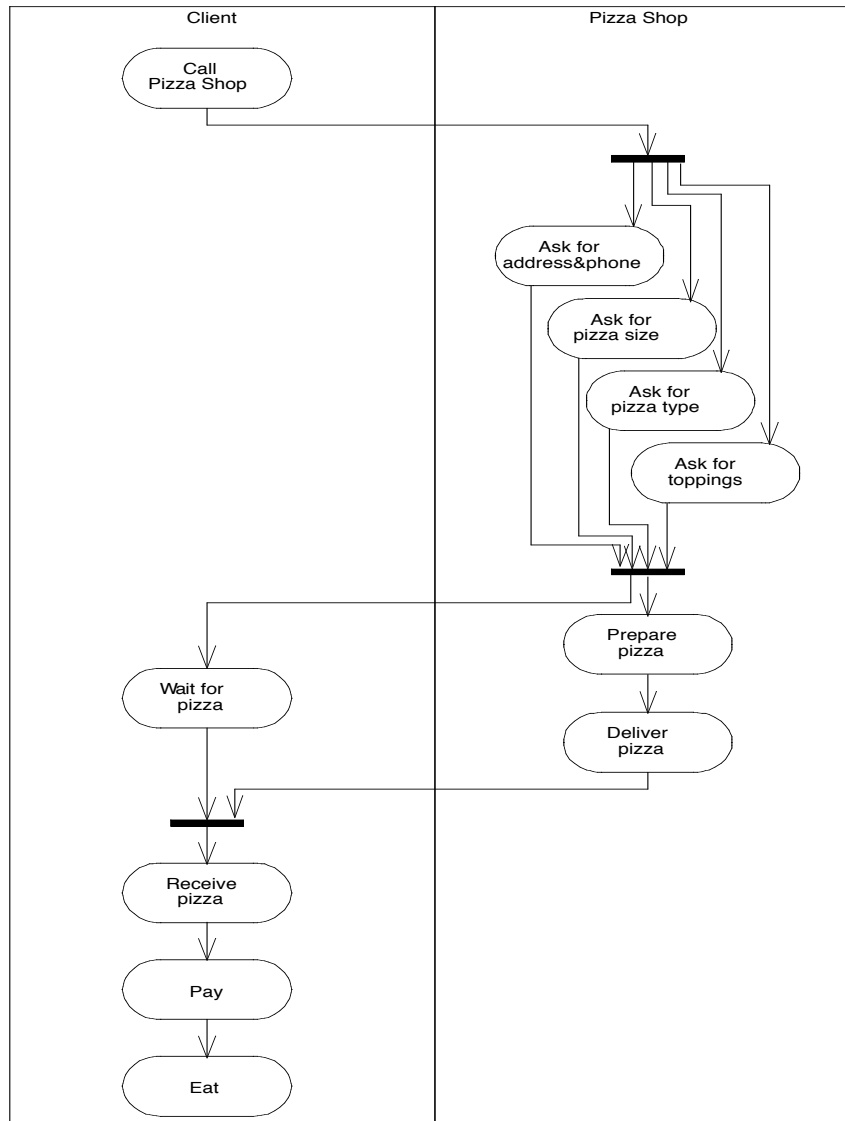 Client
Pizza Shop
Call
Pizza Shop
Ask for
address&phone
Ask for
pizza size
Ask for
pizza type
Ask for
toppings
Prepare
pizza
Wait for
pizza
Deliver
pizza
Receive
pizza
Pay
Eat